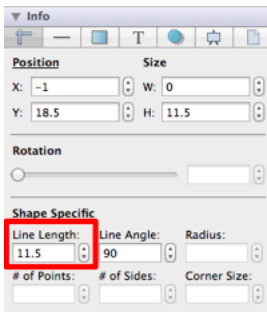 Info
T
Position Size
X: -1 W: 0
Y: 18.5 H: 11.5
Rotation
Shape Specific
Line Length: Line Angle: Radius:
11.5 90
# of Points: # of Sides: Corner Size: